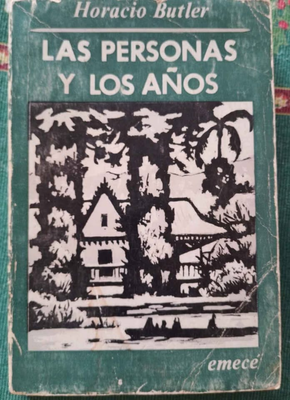 Horacio Butler
LAS PERSONAS
Y LOS AÑOS
emecé